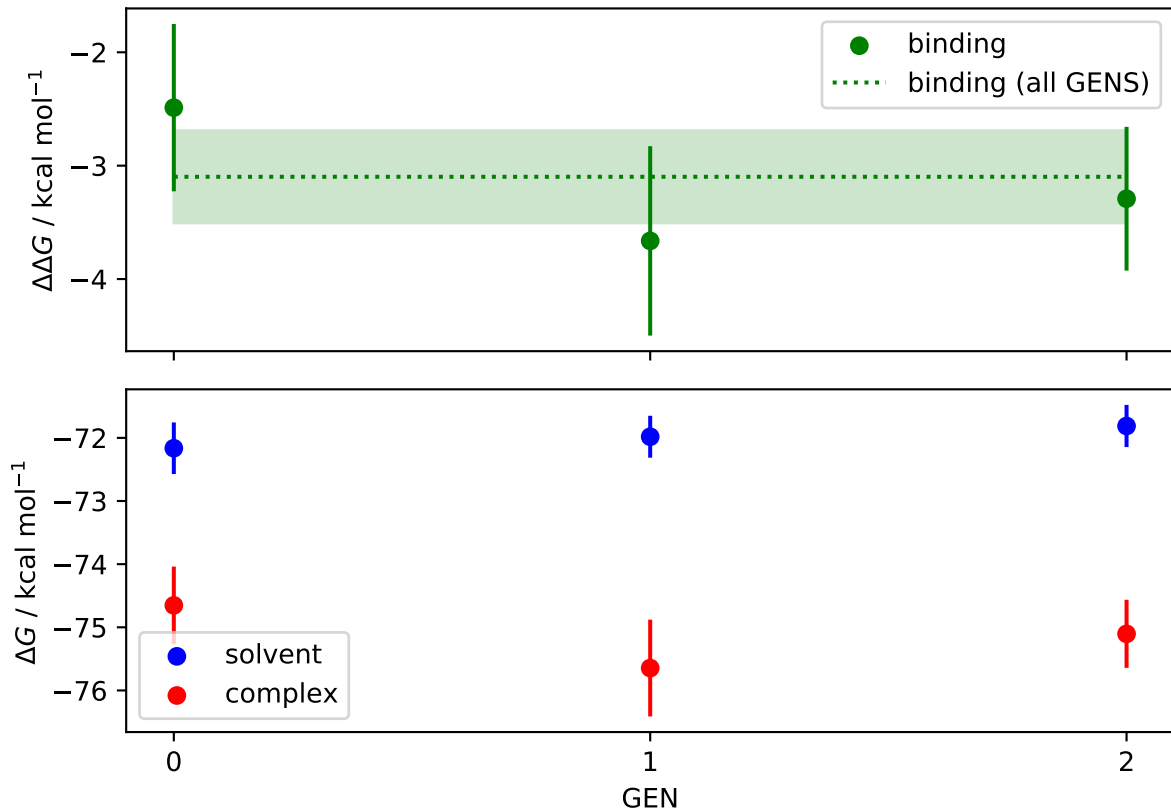 −2
−3
−4
ΔΔG / kcal mol⁻¹
binding
binding (all GENS)
−72
−73
−74
−75
−76
ΔG / kcal mol⁻¹
solvent
complex
0
1
2
GEN